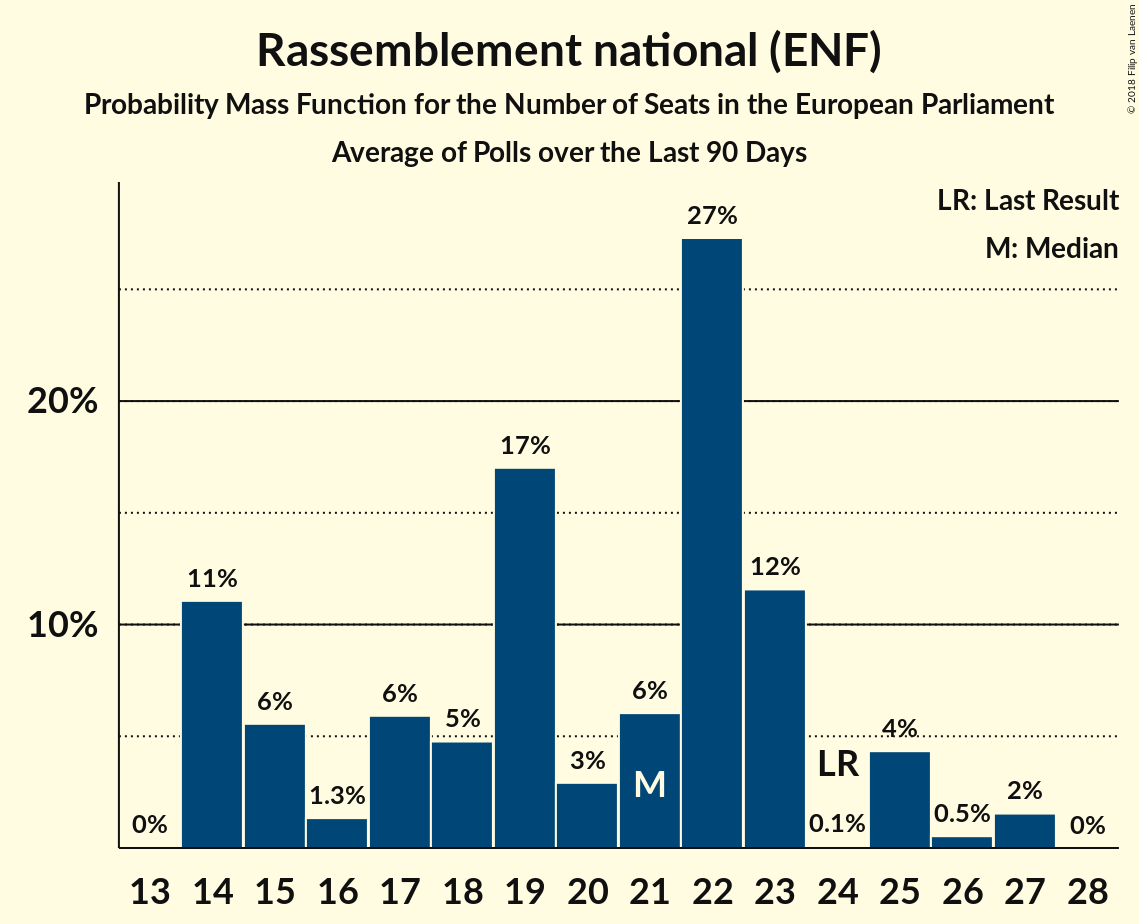 Rassemblement national (ENF)
Probability Mass Function for the Number of Seats in the European Parliament
Average of Polls over the Last 90 Days
© 2018 Filip van Laenen
LR: Last Result
M: Median
20%
10%
0%
11%
6%
1.3%
6%
5%
17%
3%
6%
27%
12%
0.1%
4%
0.5%
2%
0%
M
LR
13 14 15 16 17 18 19 20 21 22 23 24 25 26 27 28